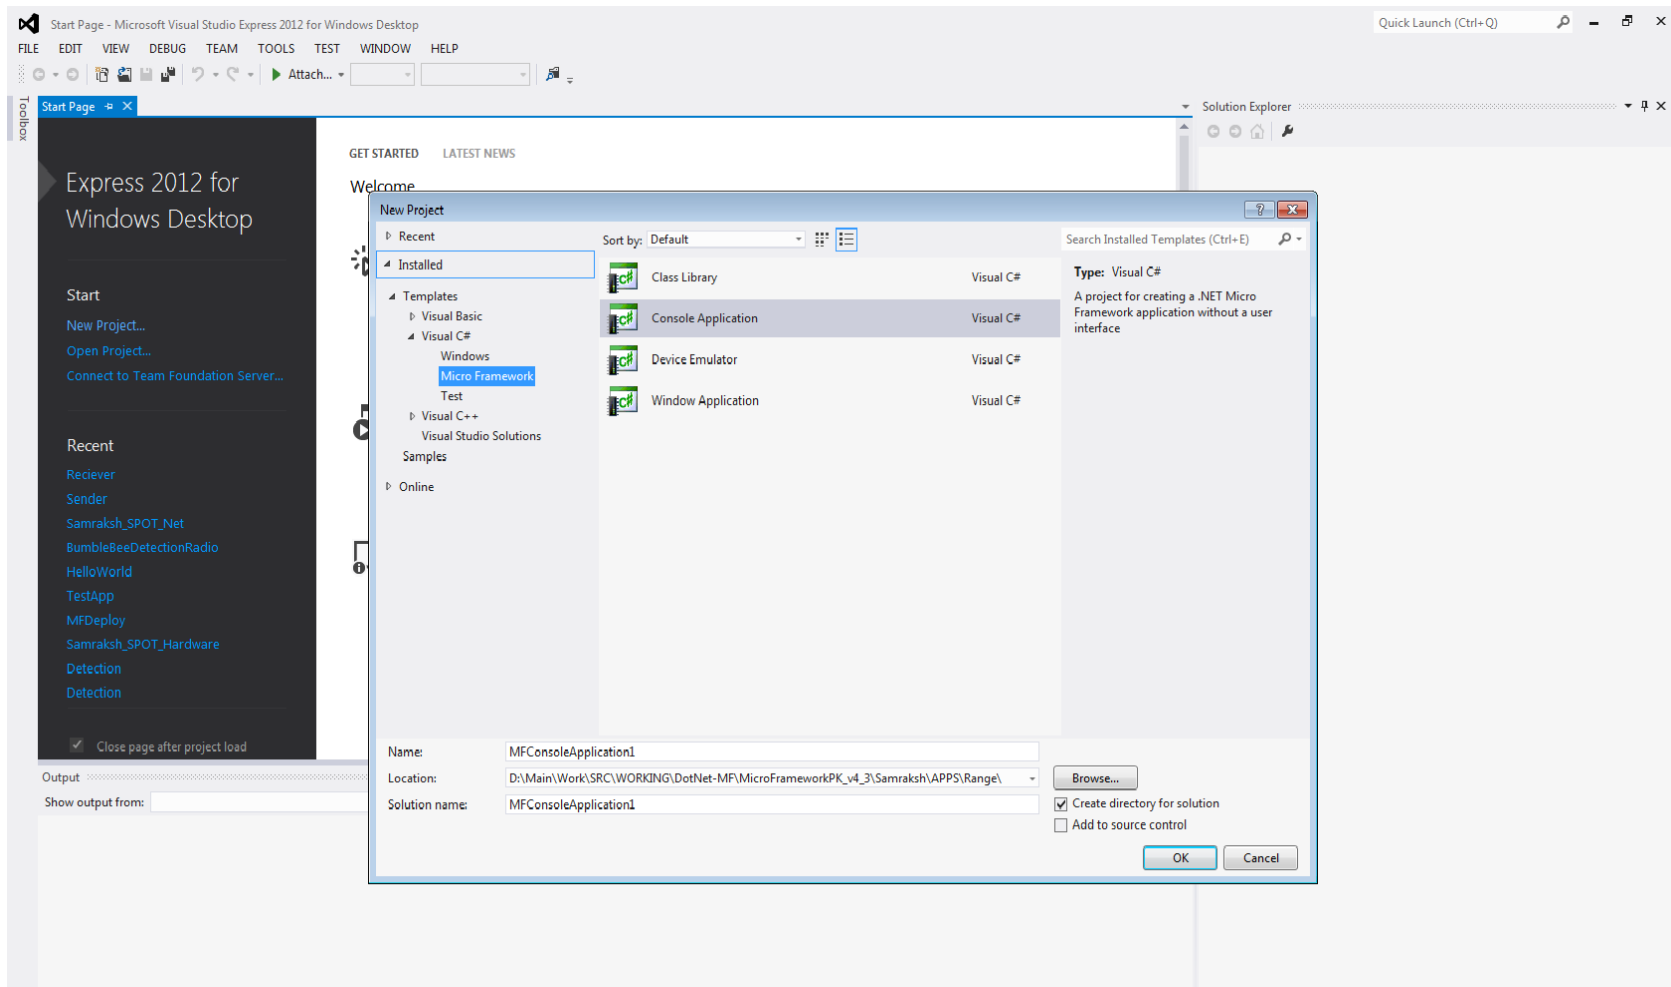 Start Page - Microsoft Visual Studio Express 2012 for Windows Desktop
Quick Launch (Ctrl+Q)
FILE EDIT VIEW DEBUG TEAM TOOLS TEST WINDOW HELP
Attach...
Toolbox
Start Page
Solution Explorer
Express 2012 for
Windows Desktop
Start
New Project...
Open Project...
Connect to Team Foundation Server...
Recent
Reciever
Sender
Samraksh_SPOT_Net
BumbleBeeDetectionRadio
HelloWorld
TestApp
MFDeploy
Samraksh_SPOT_Hardware
Detection
Detection
Close page after project load
GET STARTED LATEST NEWS
Welcome
New Project
Recent
Installed
Templates
Visual Basic
Visual C#
Windows
Micro Framework
Test
Visual C++
Visual Studio Solutions
Samples
Online
Sort by: Default
Search Installed Templates (Ctrl+E)
Class Library Visual C#
Console Application Visual C#
Device Emulator Visual C#
Window Application Visual C#
Type: Visual C#
A project for creating a .NET Micro
Framework application without a user
interface
Name: MFConsoleApplication1
Location: D:\Main\Work\SRC\WORKING\DotNet-MF\MicroFrameworkPK_v4_3\Samraksh\APPS\Range\
Browse...
Solution name: MFConsoleApplication1
Create directory for solution
Add to source control
OK Cancel
Output
Show output from: